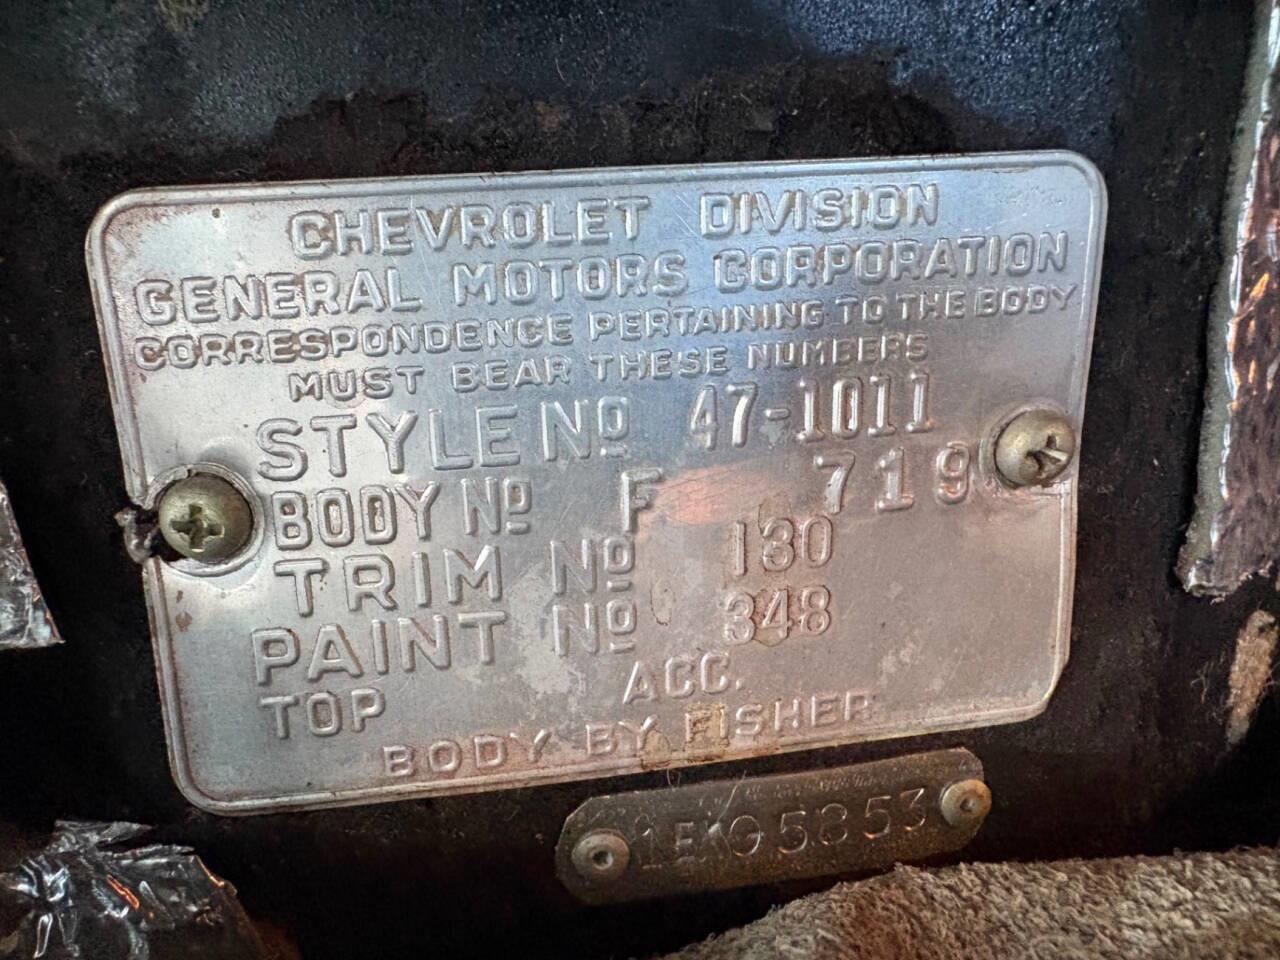 CHEVROLET DIVISION
GENERAL MOTORS CORPORATION
CORRESPONDENCE PERTAINING TO THE BODY
MUST BEAR THESE NUMBERS
STYLE Nº 47-1011
BODY Nº F 719
TRIM Nº 130
PAINT Nº 348
TOP ACC.
BODY BY FISHER
1EKG5853